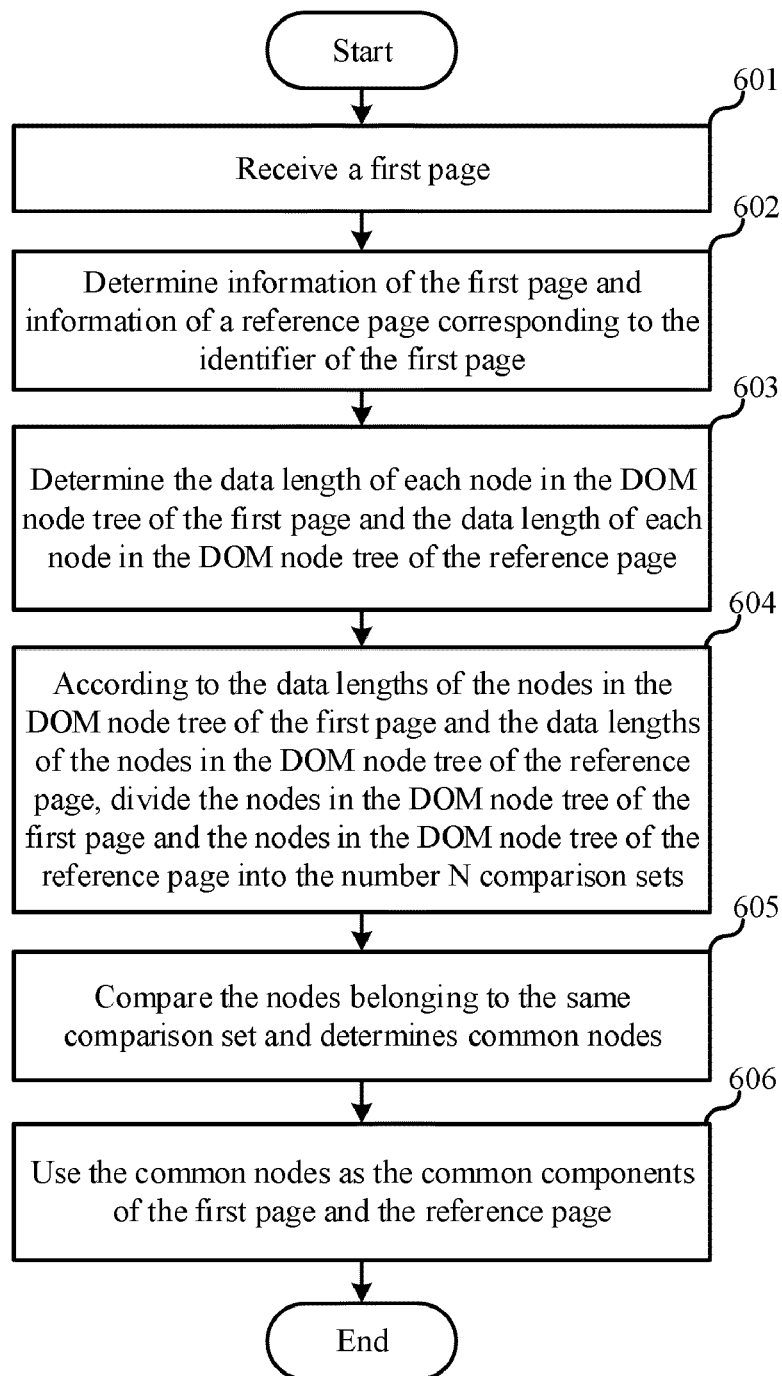 Start
601
Receive a first page
602
Determine information of the first page and
information of a reference page corresponding to the
identifier of the first page
603
Determine the data length of each node in the DOM
node tree of the first page and the data length of each
node in the DOM node tree of the reference page
604
According to the data lengths of the nodes in the
DOM node tree of the first page and the data lengths
of the nodes in the DOM node tree of the reference
page, divide the nodes in the DOM node tree of the
first page and the nodes in the DOM node tree of the
reference page into the number N comparison sets
605
Compare the nodes belonging to the same
comparison set and determines common nodes
606
Use the common nodes as the common components
of the first page and the reference page
End